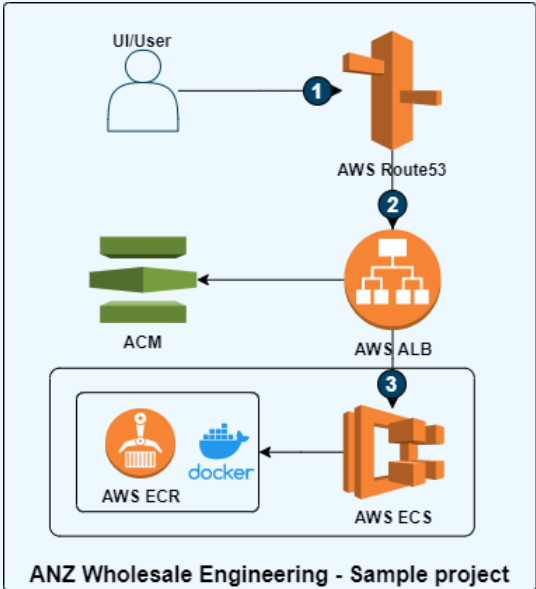 UI/User
1
AWS Route53
2
ACM
AWS ALB
3
docker
AWS ECR
AWS ECS
ANZ Wholesale Engineering - Sample project